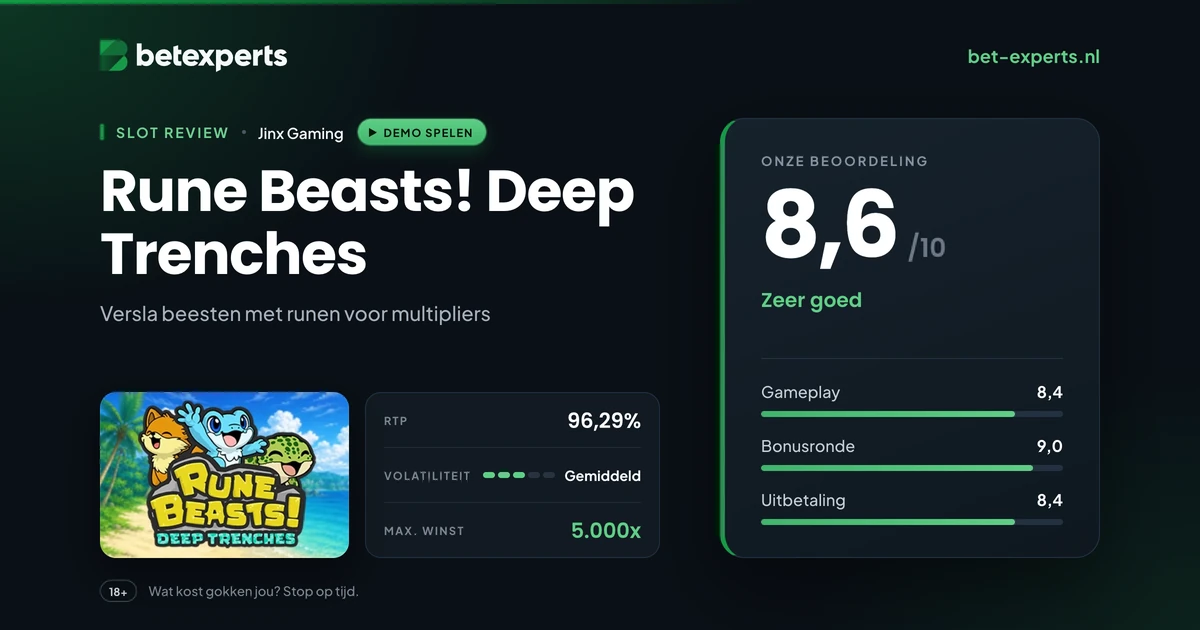 betexperts
bet-experts.nl
SLOT REVIEW • Jinx Gaming ▶ DEMO SPELEN
Rune Beasts! Deep
Trenches
Versla beesten met runen voor multipliers
RUNE
BEASTS!
DEEP TRENCHES
RTP 96,29%
VOLATILITEIT Gemiddeld
MAX. WINST 5.000x
18+ Wat kost gokken jou? Stop op tijd.
ONZE BEOORDELING
8,6 /10
Zeer goed
Gameplay 8,4
Bonusronde 9,0
Uitbetaling 8,4